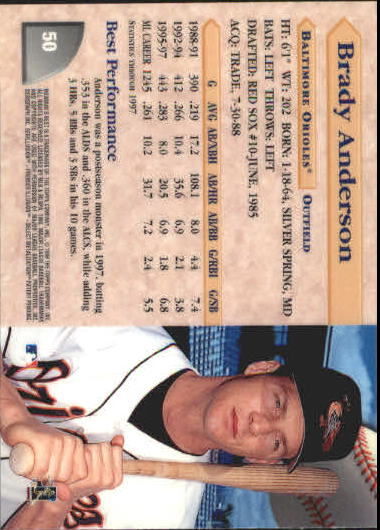 Brady Anderson
BALTIMORE ORIOLES® OUTFIELD
HT: 6'1" WT: 202 BORN: 1-18-64, SILVER SPRING, MD
BATS: LEFT THROWS: LEFT
DRAFTED: RED SOX #10-JUNE, 1985
ACQ: TRADE, 7-30-88
G AVG AB/XBH AB/HR AB/BB G/RBI G/SB
1988-91 390 .219 17.2 108.1 8.0 4.4 7.4
1992-94 412 .266 10.4 35.6 6.9 2.1 3.8
1995-97 443 .283 8.0 20.5 6.9 1.8 6.8
ML CAREER 1245 .261 10.2 31.7 7.2 2.4 5.5
STATISTICS THROUGH 1997
Best Performance
Anderson was a postseason monster in 1997, batting
.353 in the ALDS and .360 in the ALCS, while adding
3 HRs, 5 BBs and 3 SBs in his 10 games.
50